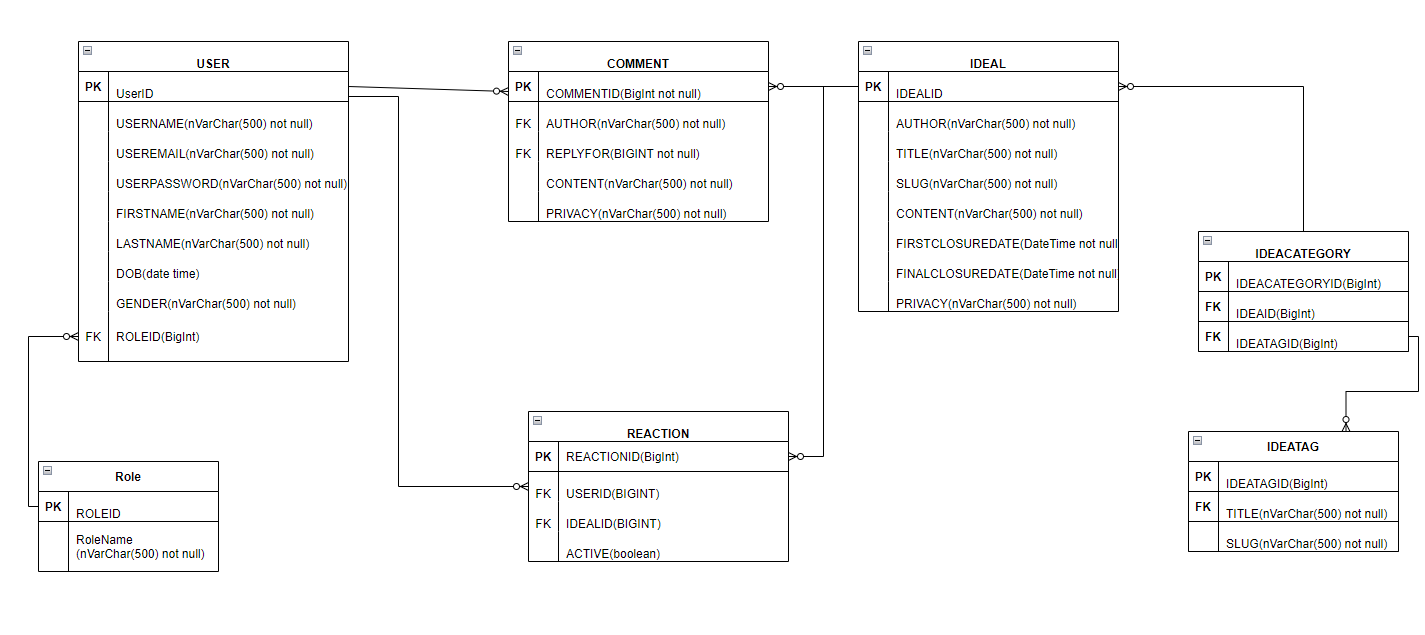 USER
PK UserID
USERNAME(nVarChar(500) not null)
USEREMAIL(nVarChar(500) not null)
USERPASSWORD(nVarChar(500) not null)
FIRSTNAME(nVarChar(500) not null)
LASTNAME(nVarChar(500) not null)
DOB(date time)
GENDER(nVarChar(500) not null)
FK ROLEID(BigInt)
COMMENT
PK COMMENTID(BigInt not null)
FK AUTHOR(nVarChar(500) not null)
FK REPLYFOR(BIGINT not null)
CONTENT(nVarChar(500) not null)
PRIVACY(nVarChar(500) not null)
IDEAL
PK IDEALID
AUTHOR(nVarChar(500) not null)
TITLE(nVarChar(500) not null)
SLUG(nVarChar(500) not null)
CONTENT(nVarChar(500) not null)
FIRSTCLOSUREDATE(DateTime not null
FINALCLOSUREDATE(DateTime not null
PRIVACY(nVarChar(500) not null)
IDEACATEGORY
PK IDEACATEGORYID(BigInt)
FK IDEAID(BigInt)
FK IDEATAGID(BigInt)
REACTION
PK REACTIONID(BigInt)
FK USERID(BIGINT)
FK IDEALID(BIGINT)
ACTIVE(boolean)
IDEATAG
PK IDEATAGID(BigInt)
FK TITLE(nVarChar(500) not null)
SLUG(nVarChar(500) not null)
Role
PK ROLEID
RoleName
(nVarChar(500) not null)